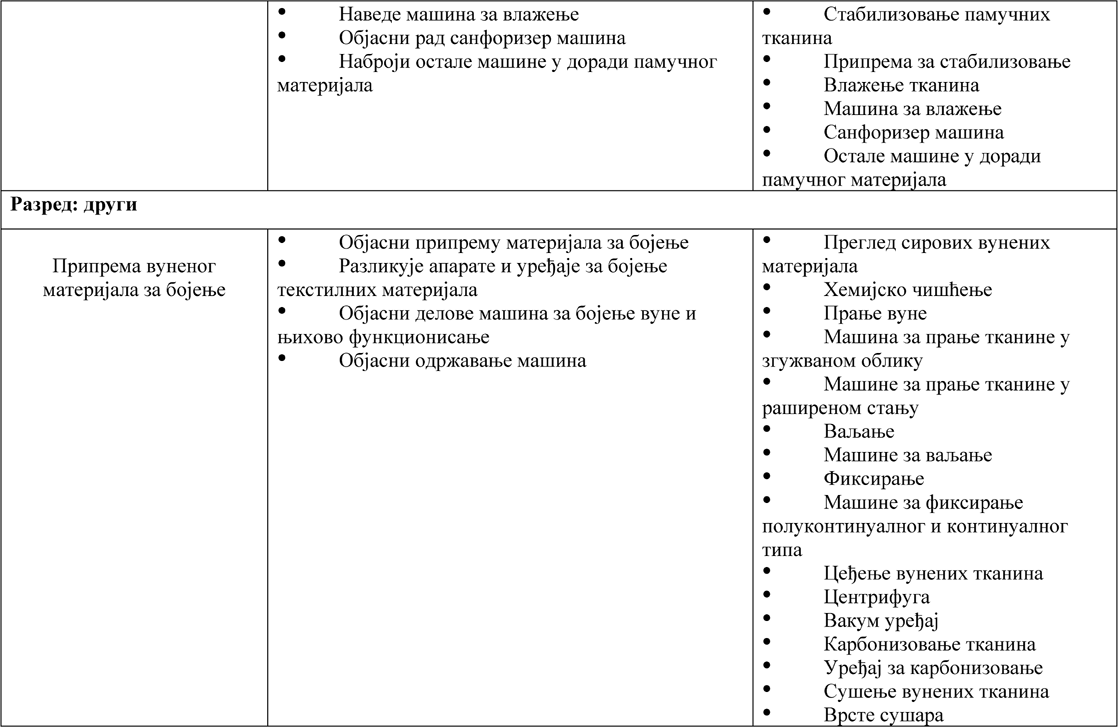 • Наведе машина за влажење
• Објасни рад санфоризер машина
• Наброји остале машине у доради памучног
материјала
• Стабилизовање памучних
тканина
• Припрема за стабилизовање
• Влажење тканина
• Машина за влажење
• Санфоризер машина
• Остале машине у доради
памучног материјала
Разред: други
Припрема вуненог
материјала за бојење
• Објасни припрему материјала за бојење
• Разликује апарате и уређаје за бојење
текстилних материјала
• Објасни делове машина за бојење вуне и
њихово функционисање
• Објасни одржавање машина
• Преглед сирових вунених
материјала
• Хемијско чишћење
• Прање вуне
• Машина за прање тканине у
згужваном облику
• Машине за прање тканине у
раширеном стању
• Ваљање
• Машине за ваљање
• Фиксирање
• Машине за фиксирање
полуконтинуалног и континуалног
типа
• Цеђење вунених тканина
• Центрифуга
• Вакум уређај
• Карбонизовање тканина
• Уређај за карбонизовање
• Сушење вунених тканина
• Врсте сушара